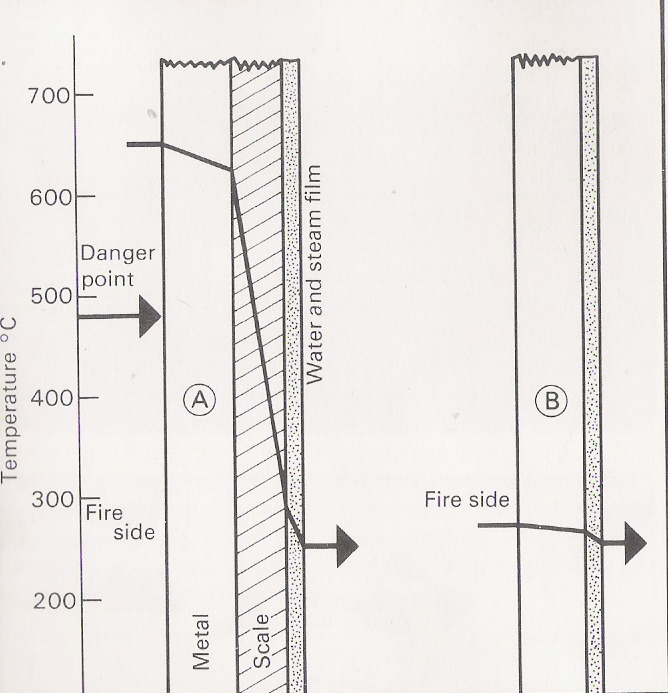 700
600
Danger
point
500
Temperature °C
400
A
B
Water and steam film
300
Fire
side
Fire side
200
Metal
Scale